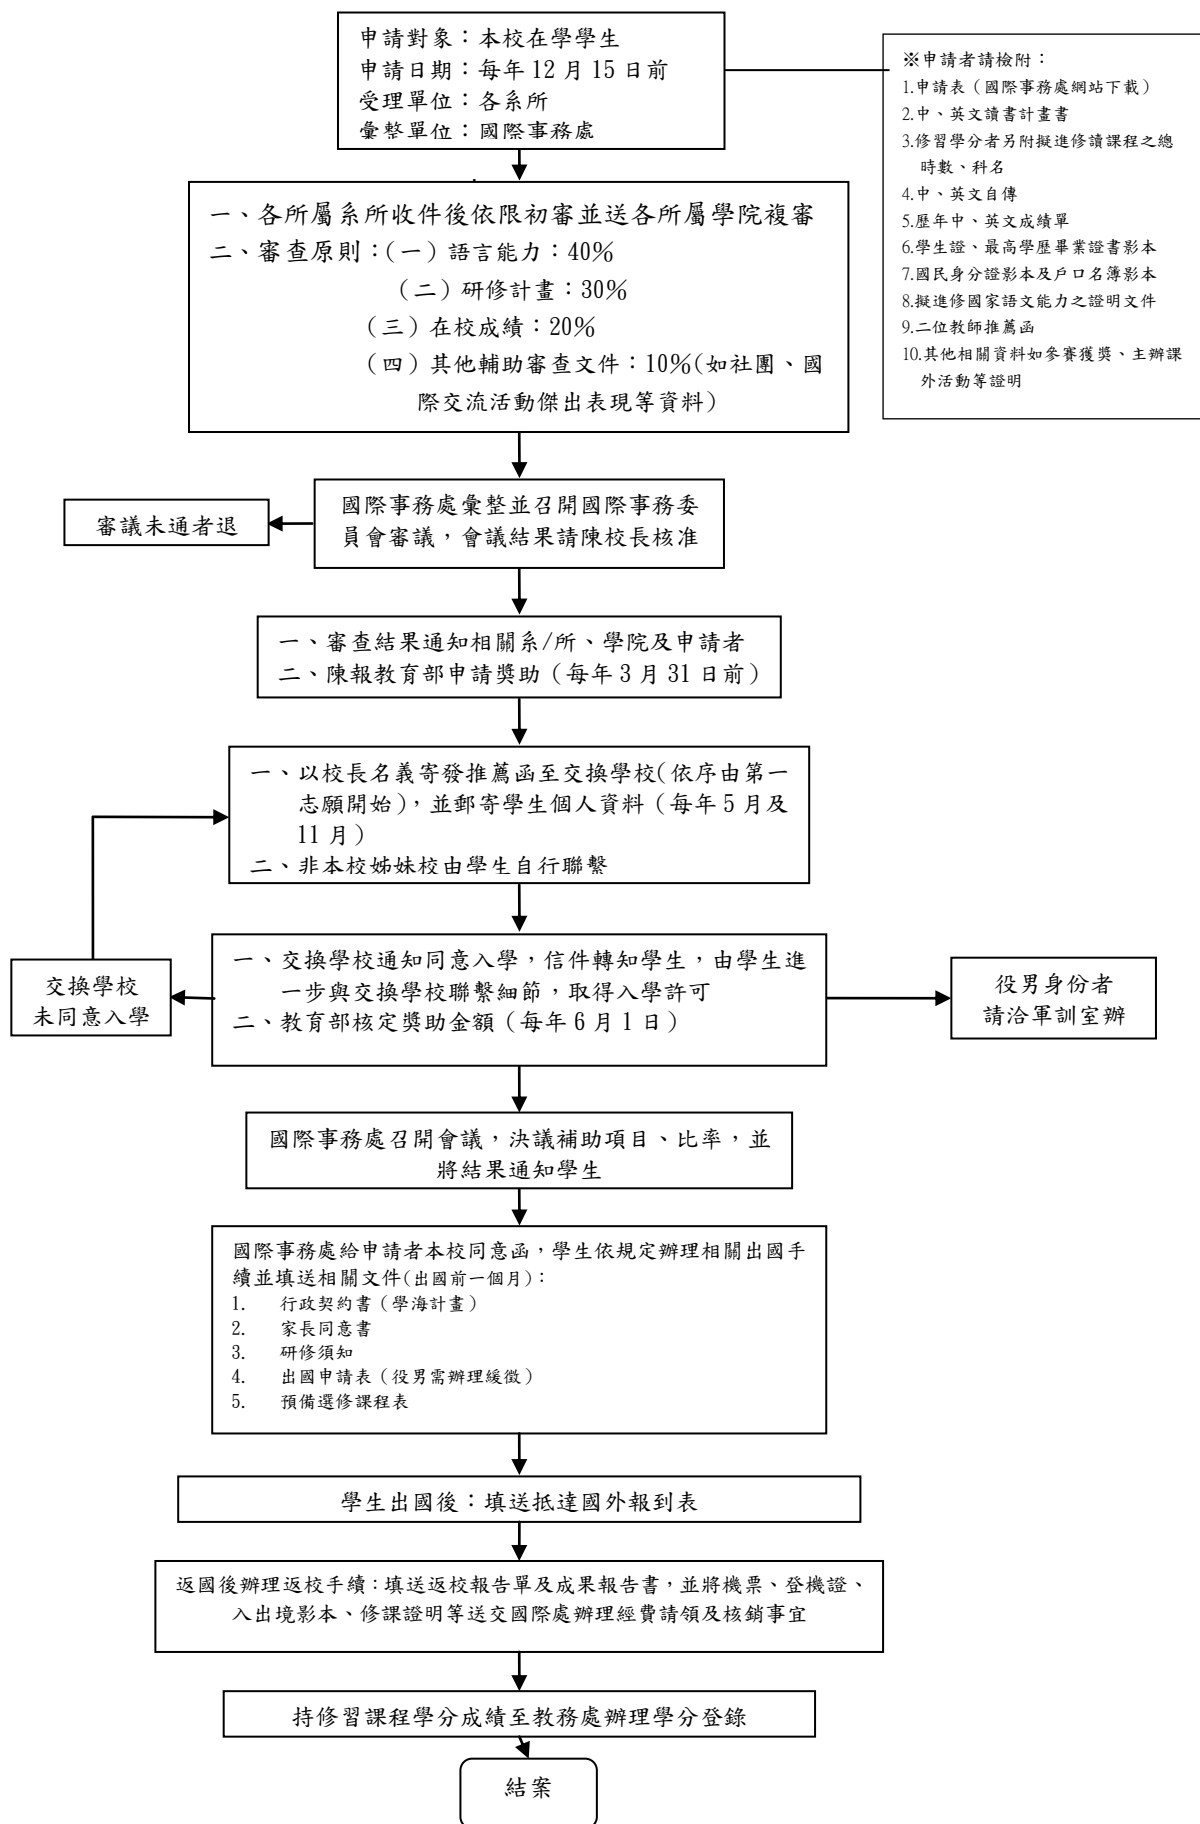 申請對象：本校在學學生
申請日期：每年 12 月 15 日前
受理單位：各系所
彙整單位：國際事務處
※申請者請檢附：
1.申請表（國際事務處網站下載）
2.中、英文讀書計畫書
3.修習學分者另附擬進修讀課程之總
時數、科名
4.中、英文自傳
5.歷年中、英文成績單
6.學生證、最高學歷畢業證書影本
7.國民身分證影本及戶口名簿影本
8.擬進修國家語文能力之證明文件
9.二位教師推薦函
10.其他相關資料如參賽獲獎、主辦課
外活動等證明
一、各所屬系所收件後依限初審並送各所屬學院複審
二、審查原則：(一）語言能力：40%
（二）研修計畫：30%
（三）在校成績：20%
（四）其他輔助審查文件：10%(如社團、國
際交流活動傑出表現等資料)
國際事務處彙整並召開國際事務委
員會審議，會議結果請陳校長核准
審議未通者退
一、審查結果通知相關系/所、學院及申請者
二、陳報教育部申請獎助（每年 3 月 31 日前）
一、以校長名義寄發推薦函至交換學校(依序由第一
志願開始)，並郵寄學生個人資料（每年 5 月及
11 月）
二、非本校姊妹校由學生自行聯繫
交換學校
未同意入學
一、交換學校通知同意入學，信件轉知學生，由學生進
一步與交換學校聯繫細節，取得入學許可
二、教育部核定獎助金額（每年 6 月 1 日）
役男身份者
請洽軍訓室辦
國際事務處召開會議，決議補助項目、比率，並
將結果通知學生
國際事務處給申請者本校同意函，學生依規定辦理相關出國手
續並填送相關文件(出國前一個月)：
1. 行政契約書（學海計畫）
2. 家長同意書
3. 研修須知
4. 出國申請表（役男需辦理緩徵）
5. 預備選修課程表
學生出國後：填送抵達國外報到表
返國後辦理返校手續：填送返校報告單及成果報告書，並將機票、登機證、
入出境影本、修課證明等送交國際處辦理經費請領及核銷事宜
持修習課程學分成績至教務處辦理學分登錄
結案